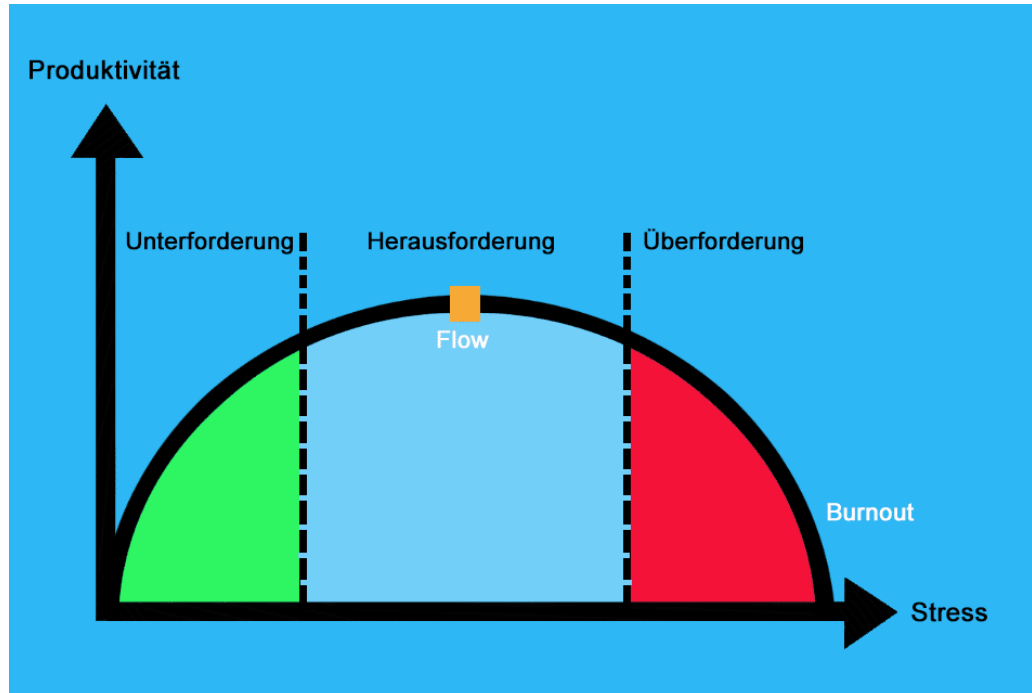 Produktivität
Unterforderung
Herausforderung
Überforderung
Flow
Burnout
Stress